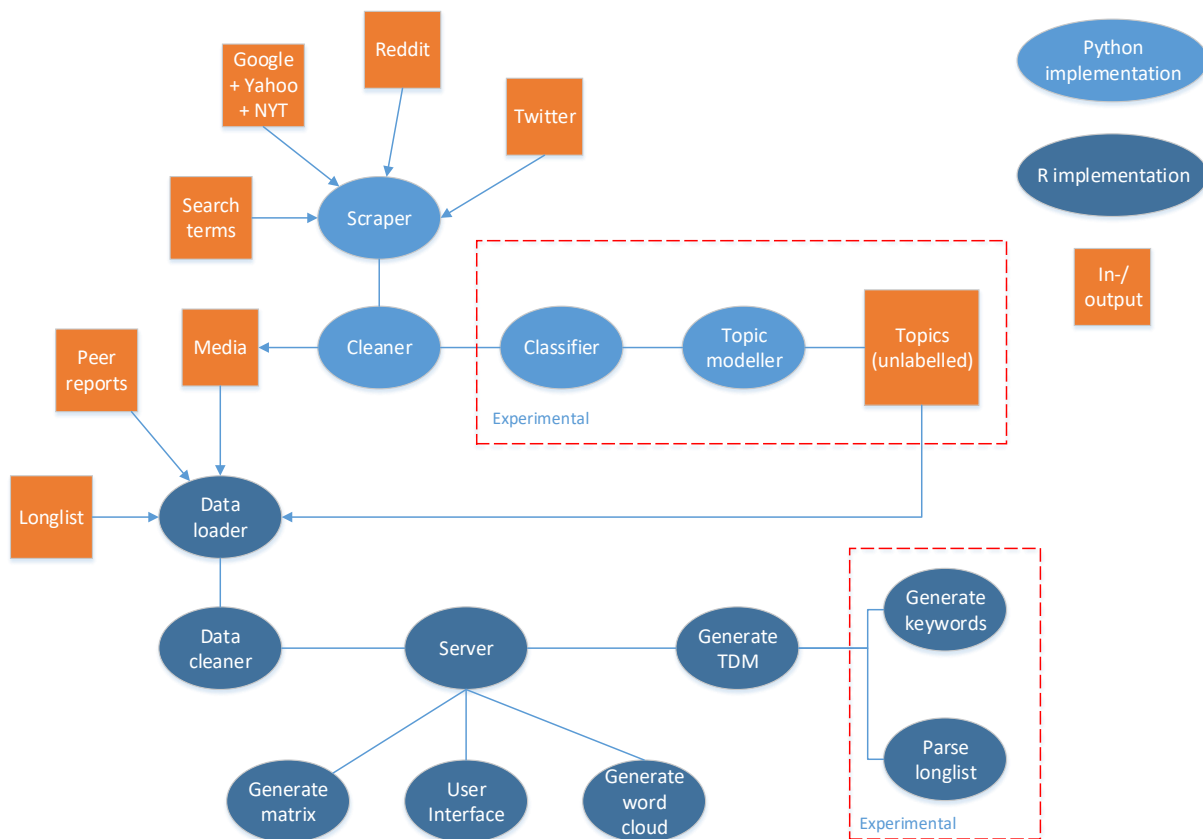 Google
+ Yahoo
+ NYT
Reddit
Twitter
Python
implementation
R implementation
Search
terms
Scraper
In-/
output
Peer
reports
Media
Cleaner
Classifier
Topic
modeller
Topics
(unlabelled)
Experimental
Longlist
Data
loader
Data
cleaner
Server
Generate
TDM
Generate
keywords
Generate
matrix
User
Interface
Generate
word
cloud
Parse
longlist
Experimental